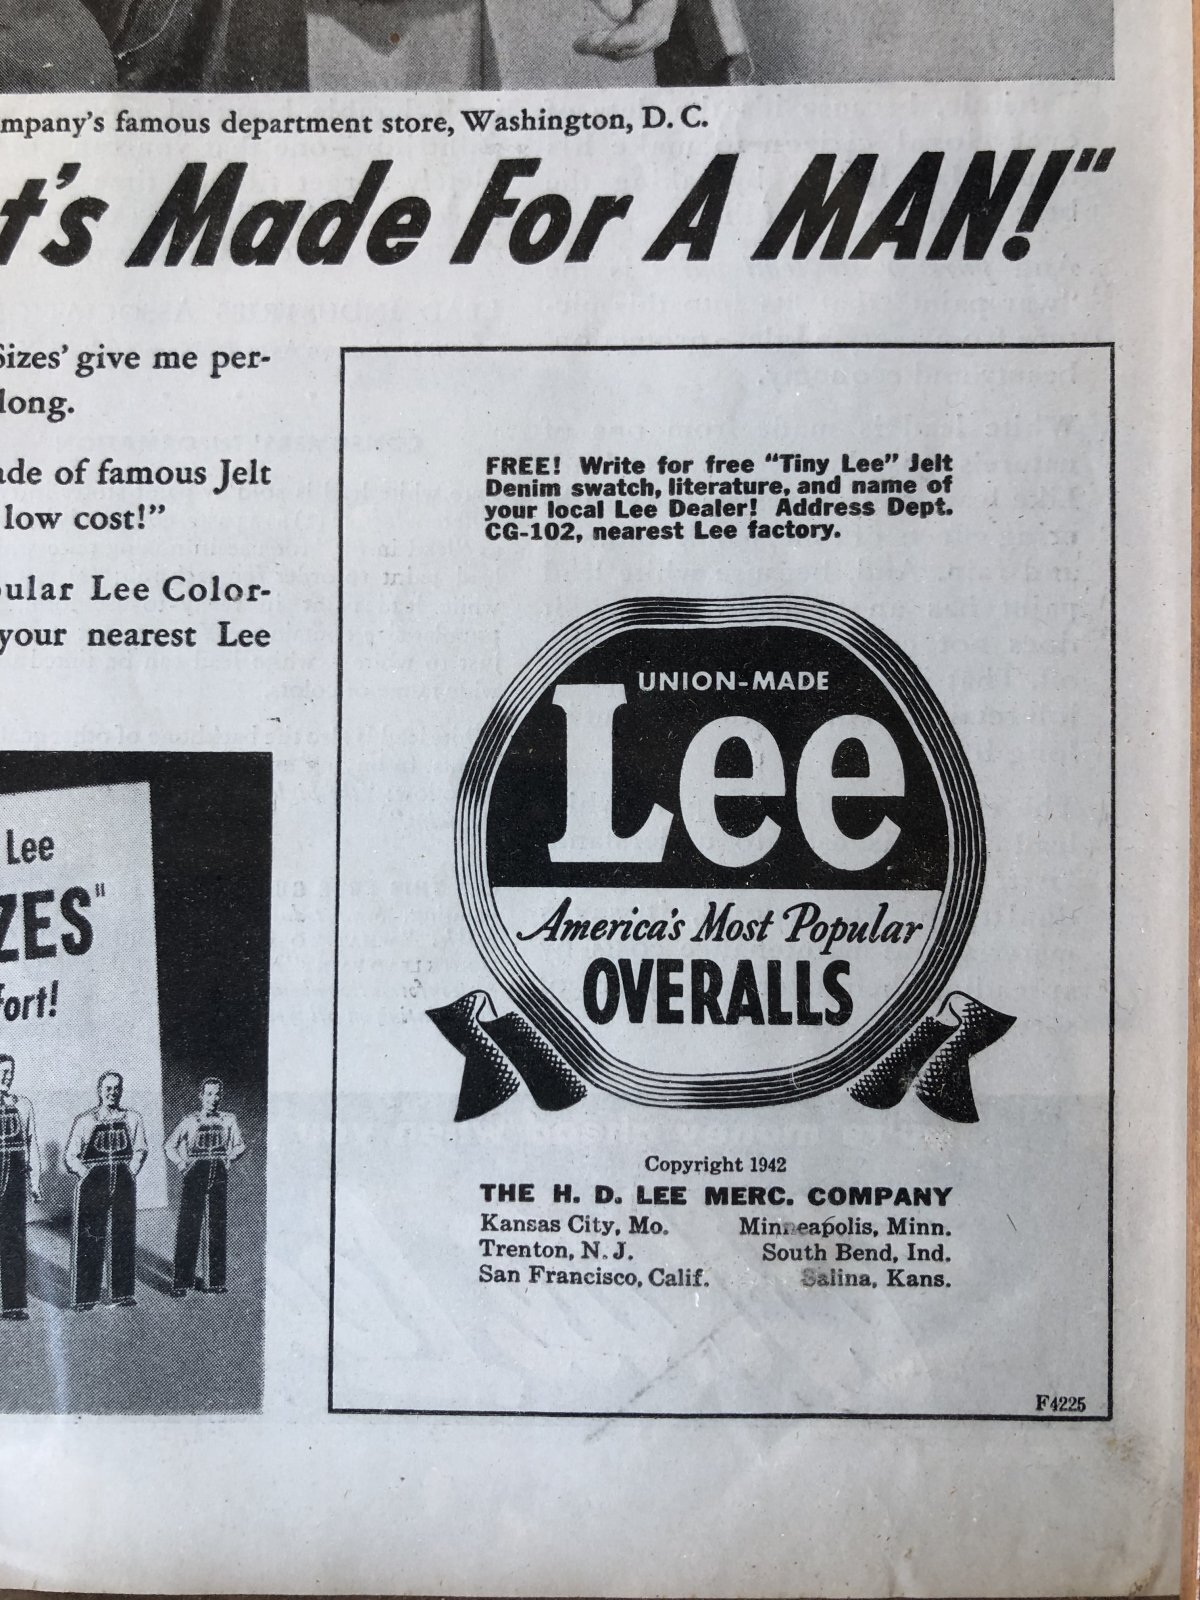 mpany's famous department store, Washington, D. C.
t's Made For A MAN!"
Sizes' give me per-
long.
ade of famous Jelt
low cost!"
pular Lee Color-
your nearest Lee
Lee
ZES"
fort!
FREE! Write for free "Tiny Lee" Jelt
Denim swatch, literature, and name of
your local Lee Dealer! Address Dept.
CG-102, nearest Lee factory.
UNION-MADE
Lee
America's Most Popular
OVERALLS
Copyright 1942
THE H. D. LEE MERC. COMPANY
Kansas City, Mo. Minneapolis, Minn.
Trenton, N. J. South Bend, Ind.
San Francisco, Calif. Salina, Kans.
F4225